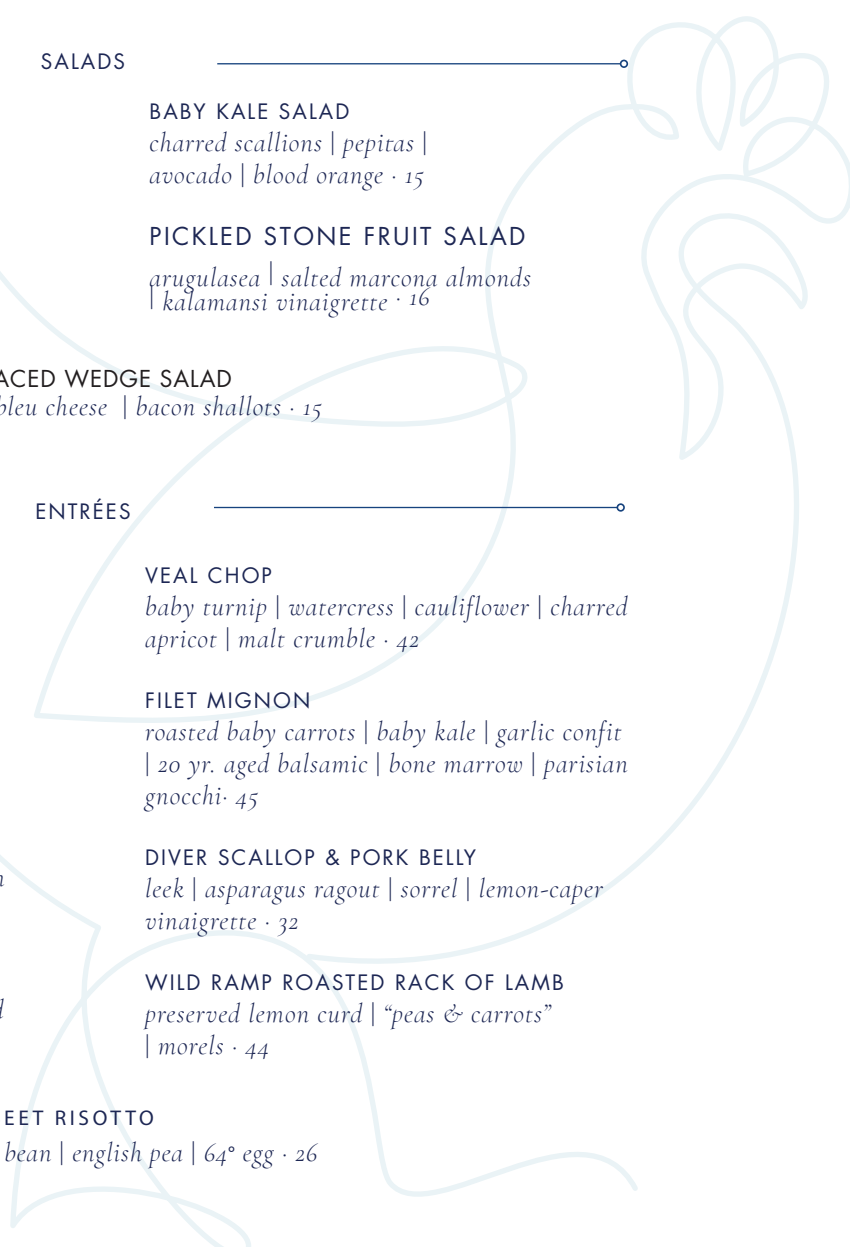 SALADS
BABY KALE SALAD
charred scallions | pepitas |
avocado | blood orange · 15
PICKLED STONE FRUIT SALAD
arugulasea | salted marcona almonds
| kalamansi vinaigrette · 16
WEDGE SALAD
bleu cheese | bacon shallots · 15
ENTRÉES
VEAL CHOP
baby turnip | watercress | cauliflower | charred
apricot | malt crumble · 42
FILET MIGNON
roasted baby carrots | baby kale | garlic confit
| 20 yr. aged balsamic | bone marrow | parisian
gnocchi· 45
DIVER SCALLOP & PORK BELLY
leek | asparagus ragout | sorrel | lemon-caper
vinaigrette · 32
WILD RAMP ROASTED RACK OF LAMB
preserved lemon curd | “peas & carrots”
| morels · 44
RISOTTO
bean | english pea | 64° egg · 26